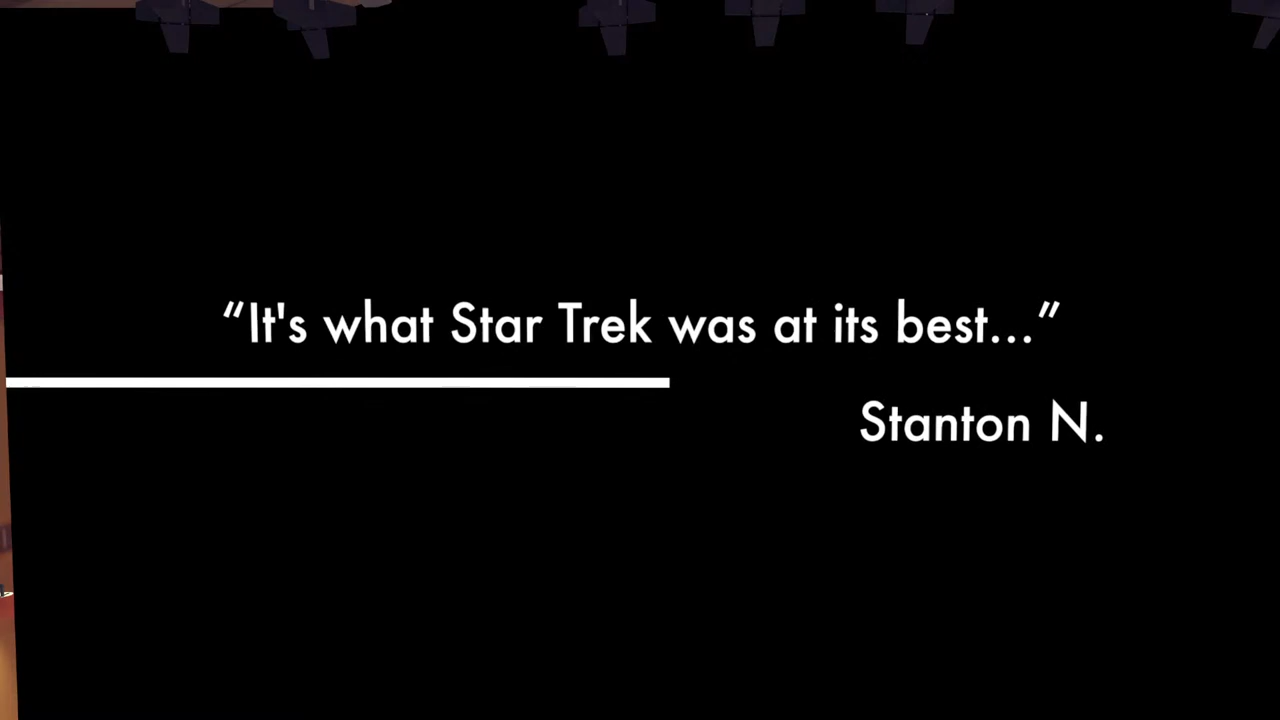 “It's what Star Trek was at its best...”
Stanton N.